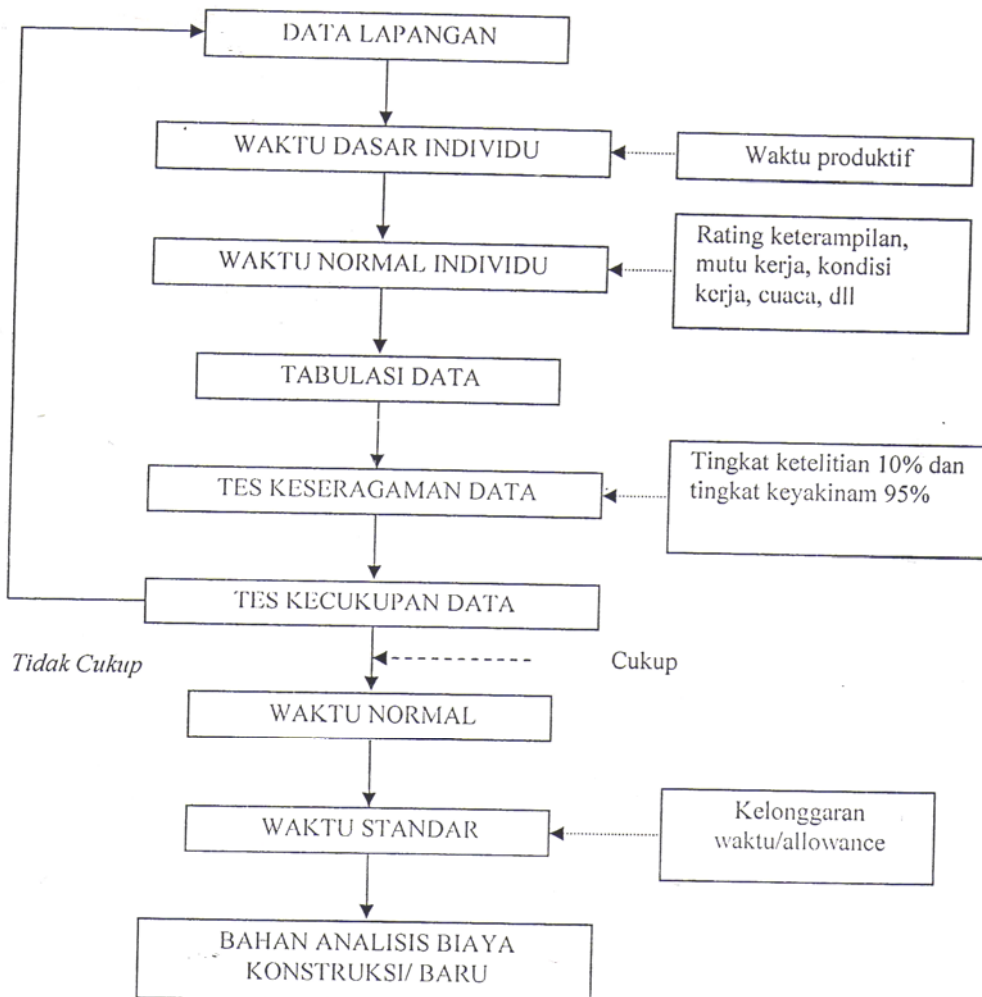 DATA LAPANGAN
WAKTU DASAR INDIVIDU
Waktu produktif
WAKTU NORMAL INDIVIDU
Rating keterampilan,
mutu kerja, kondisi
kerja, cuaca, dll
TABULASI DATA
TES KESERAGAMAN DATA
Tingkat ketelitian 10% dan
tingkat keyakinam 95%
TES KECUKUPAN DATA
Tidak Cukup
Cukup
WAKTU NORMAL
WAKTU STANDAR
Kelonggaran
waktu/allowance
BAHAN ANALISIS BIAYA
KONSTRUKSI/ BARU